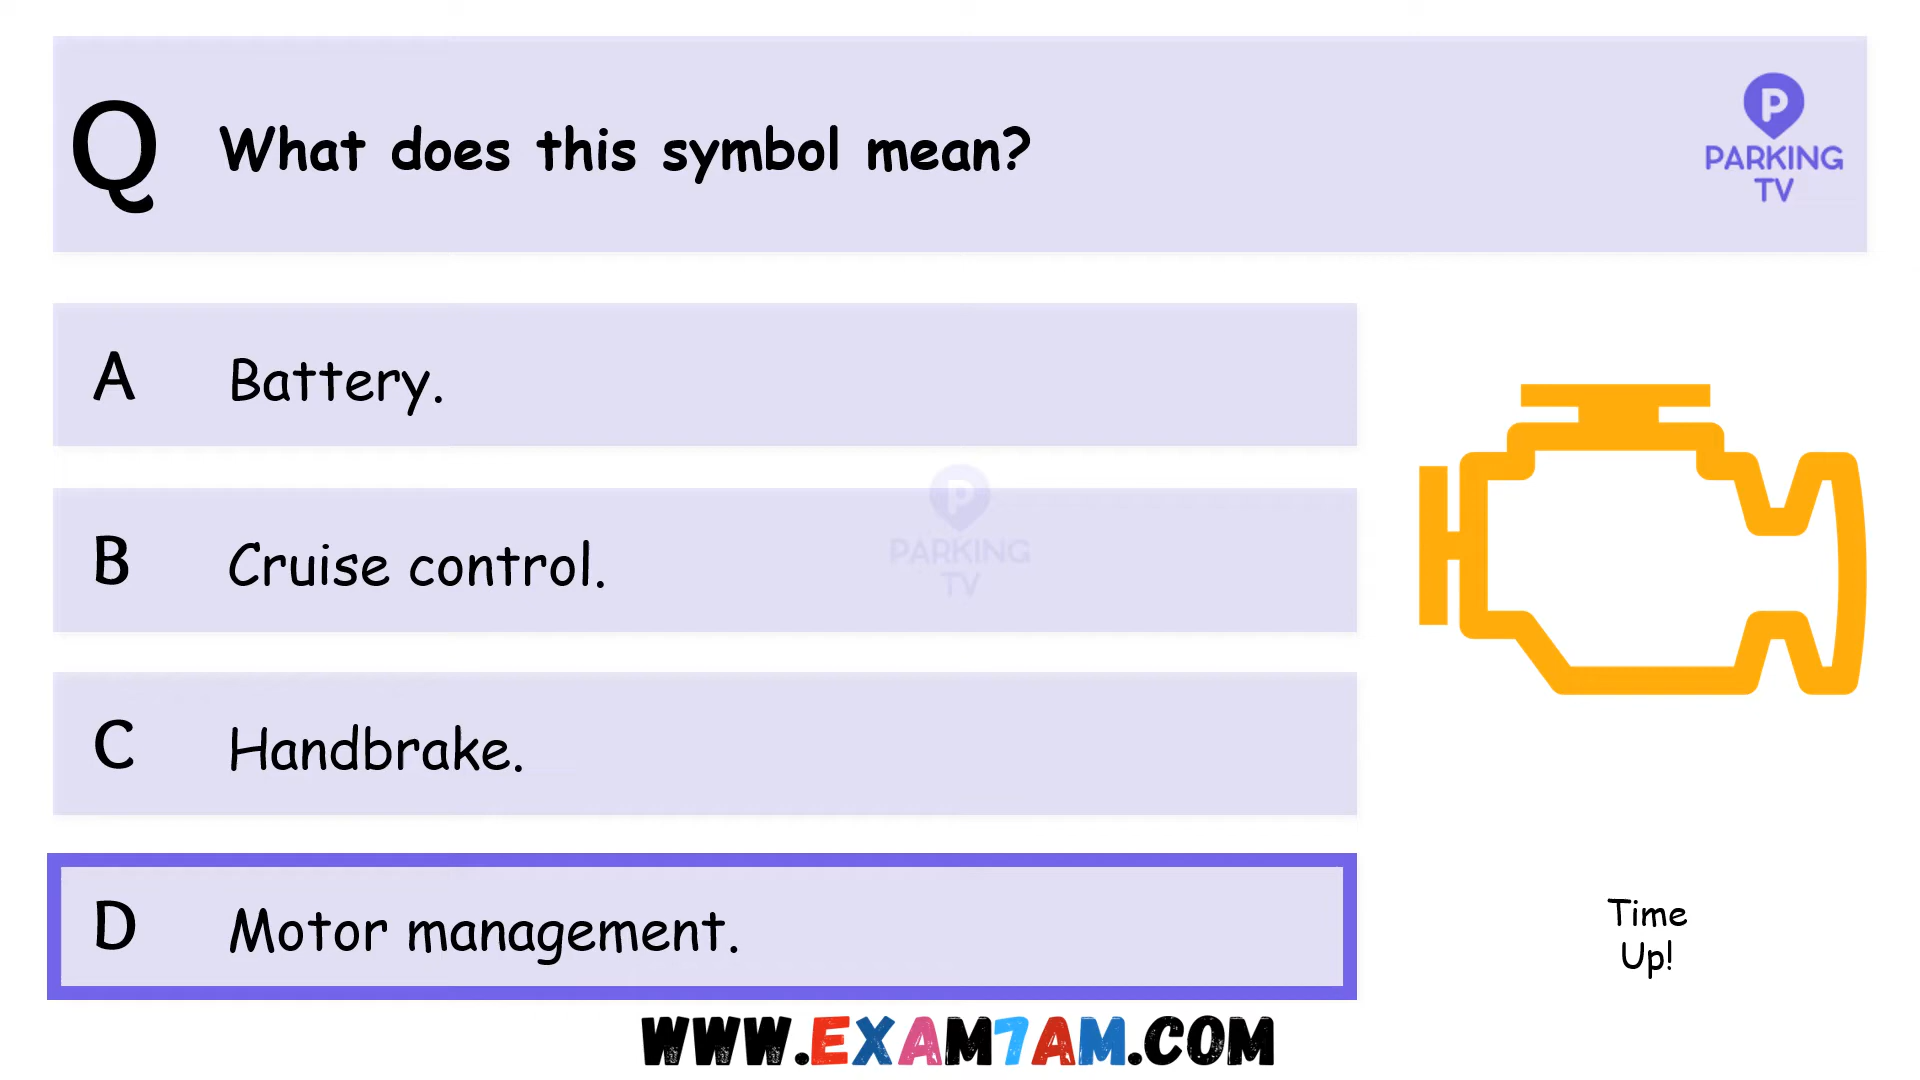 Q What does this symbol mean?
P
PARKING
TV
A Battery.
B Cruise control.
P
PARKING
TV
C Handbrake.
D Motor management.
Time
Up!
WWW.EXAM7AM.COM